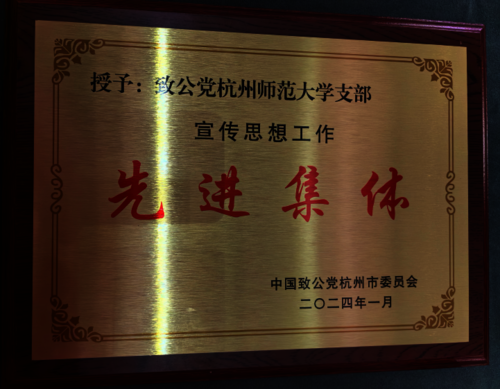 授予：致公党杭州师范大学支部
宣传思想工作
先进集体
中国致公党杭州市委员会
二〇二四年一月